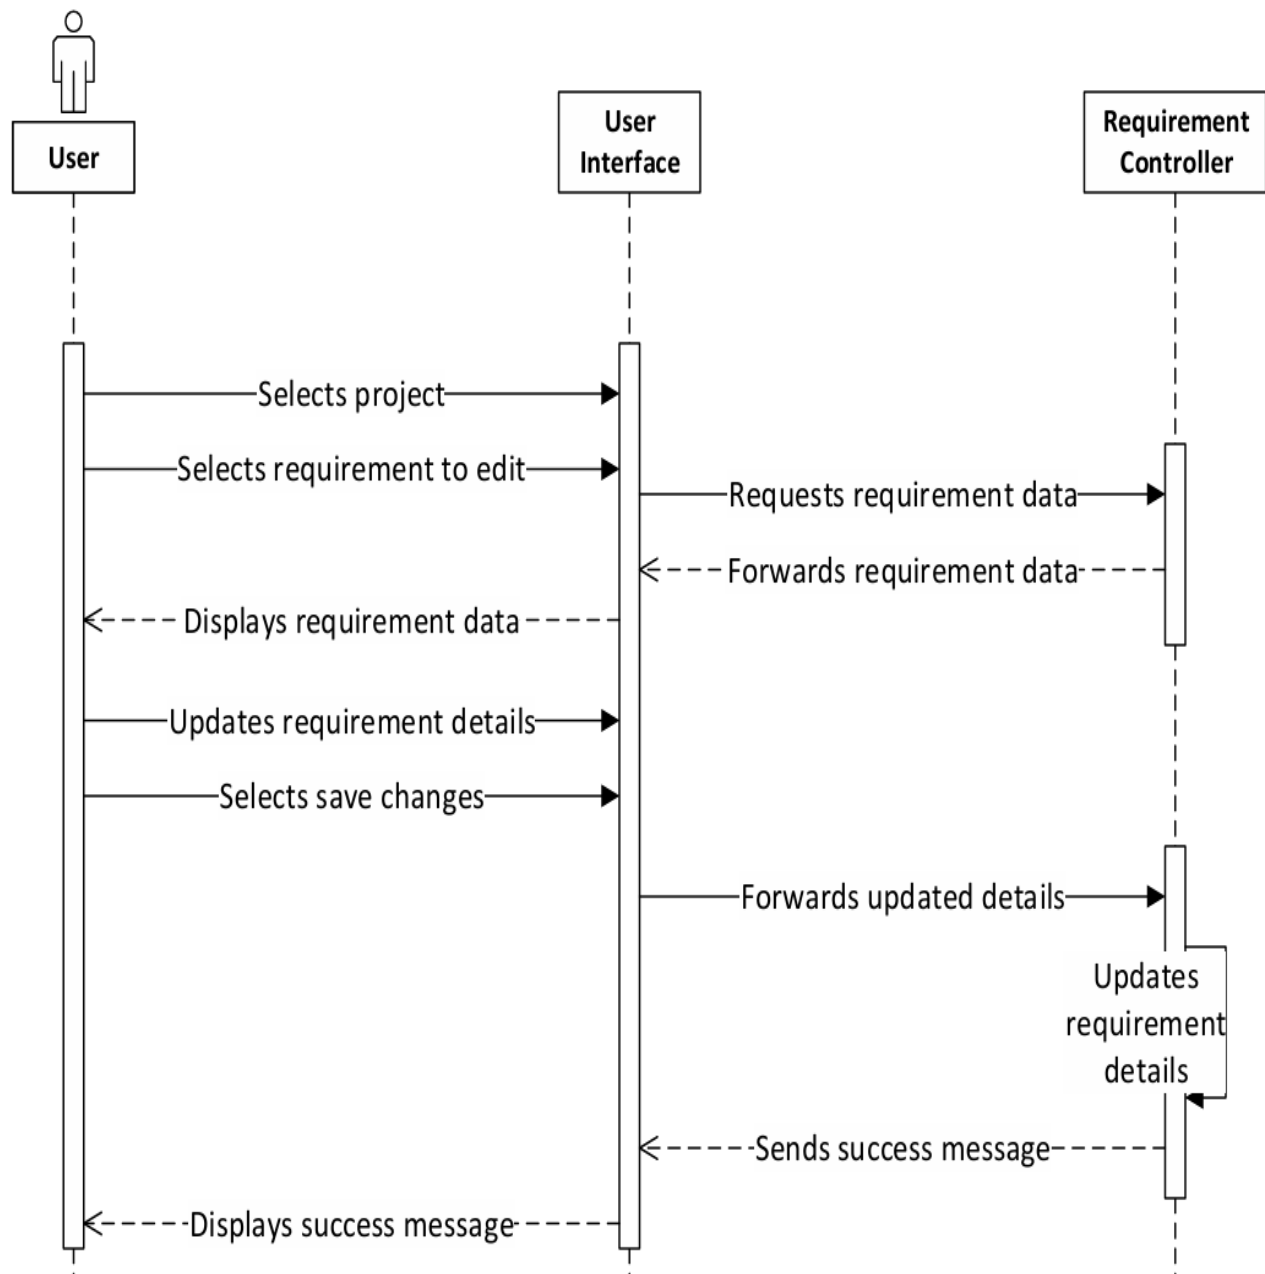 User
User
Interface
Requirement
Controller
Selects project
Selects requirement to edit
Requests requirement data
Forwards requirement data
Displays requirement data
Updates requirement details
Selects save changes
Forwards updated details
Updates
requirement
details
Sends success message
Displays success message